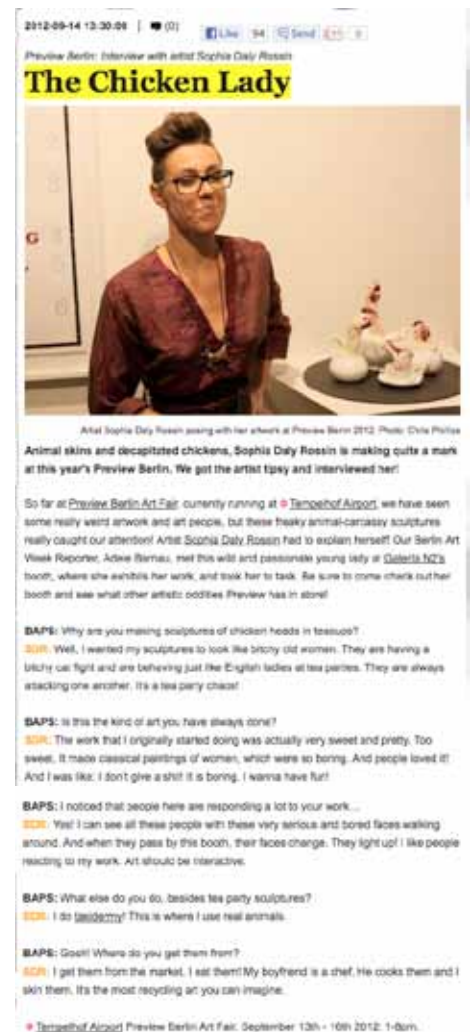 2012-09-14 13:30:08 | (0) Like 94 Send 0
Preview Berlin: Interview with artist Sophia Daly Rossin
The Chicken Lady
G
Artist Sophia Daly Rossin posing with her artwork at Preview Berlin 2012. Photo: Chris Phillips
Animal skins and decapitated chickens, Sophia Daly Rossin is making quite a mark
at this year's Preview Berlin. We got the artist tipsy and interviewed her!
So far at Preview Berlin Art Fair, currently running at Tempelhof Airport, we have seen
some really weird artwork and art people, but these freaky animal-carcassy sculptures
really caught our attention! Artist Sophia Daly Rossin had to explain herself! Our Berlin Art
Week Reporter, met this wild and passionate young lady at Galeria N2's
booth, where she exhibits her work, and took her to task. Be sure to come check out her
booth and see what other artistic oddities Preview has in store!
BAPS: Why are you making sculptures of chicken heads in teacups?
SDR: Well, I wanted my sculptures to look like bitchy old women. They are having a
bitchy cat fight and are behaving just like English ladies at tea parties. They are always
attacking one another. It's a tea party chaos!
BAPS: Is this the kind of art you have always done?
SDR: The work that I originally started doing was actually very sweet and pretty. Too
sweet. It made classical paintings of women, which were so boring. And people loved it!
And I was like: I don't give a shit! It is boring. I wanna have fun!
BAPS: I noticed that people here are responding a lot to your work...
SDR: Yes! I can see all these people with these very serious and bored faces walking
around. And when they pass by this booth, their faces change. They light up! I like people
reacting to my work. Art should be interactive.
BAPS: What else do you do, besides tea party sculptures?
SDR: I do taxidermy! This is where I use real animals.
BAPS: Gosh! Where do you get them from?
SDR: I get them from the market. I eat them! My boyfriend is a chef. He cooks them and I
skin them. It's the most recycling art you can imagine.
Tempelhof Airport Preview Berlin Art Fair. September 13th - 16th 2012. 1-8pm.